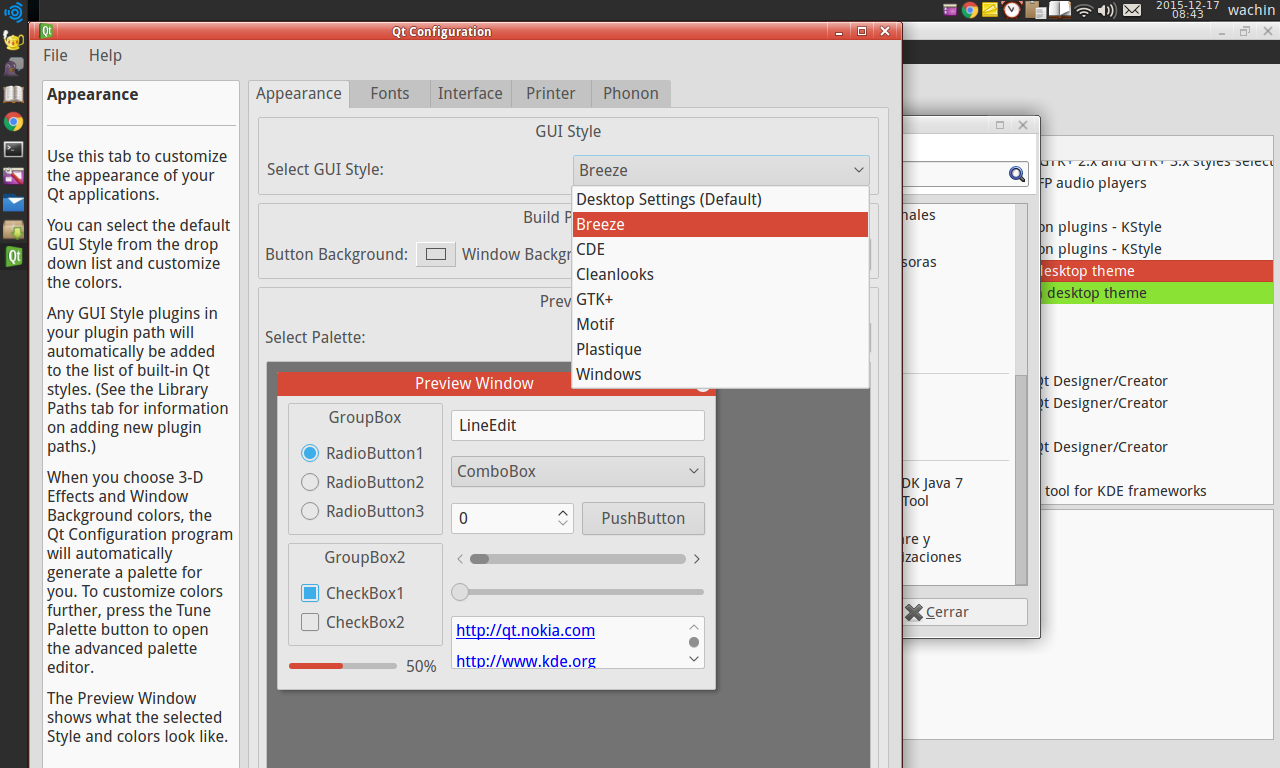 2015-12-17
08:43
wachin
Qt Configuration
File Help
Appearance
Use this tab to customize
the appearance of your
Qt applications.
You can select the default
GUI Style from the drop
down list and customize
the colors.
Any GUI Style plugins in
your plugin path will
automatically be added
to the list of built-in Qt
styles. (See the Library
Paths tab for information
on adding new plugin
paths.)
When you choose 3-D
Effects and Window
Background colors, the
Qt Configuration program
will automatically
generate a palette for
you. To customize colors
further, press the Tune
Palette button to open
the advanced palette
editor.
The Preview Window
shows what the selected
Style and colors look like.
Appearance Fonts Interface Printer Phonon
GUI Style
Select GUI Style: Breeze
Desktop Settings (Default)
Breeze
CDE
Cleanlooks
GTK+
Motif
Plastique
Windows
Build P
Button Background: Window Backgr
Prev
Select Palette:
Preview Window
GroupBox
RadioButton1
RadioButton2
RadioButton3
GroupBox2
CheckBox1
CheckBox2
50%
LineEdit
ComboBox
0 PushButton
http://qt.nokia.com
http://www.kde.org
nales
soras
DK Java 7
Tool
re y
izaciones
Cerrar
GTK+ 2.x and GTK+ 3.x styles select
FP audio players
on plugins - KStyle
on plugins - KStyle
desktop theme
desktop theme
Qt Designer/Creator
Qt Designer/Creator
Qt Designer/Creator
tool for KDE frameworks